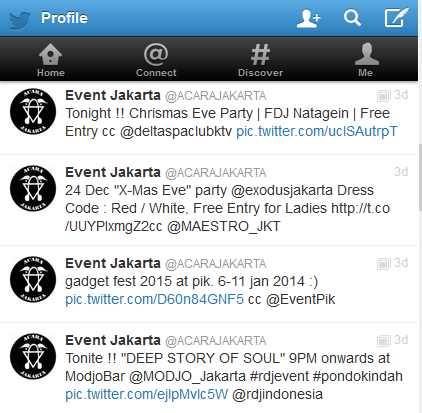 Profile
Home Connect Discover Me
Event Jakarta @ACARAJAKARTA 3d
Tonight !! Chrismas Eve Party | FDJ Natagein | Free
Entry cc @deltaspaclubktv pic.twitter.com/uclSAutrpT
Event Jakarta @ACARAJAKARTA 3d
24 Dec "X-Mas Eve" party @exodusjakarta Dress
Code : Red / White, Free Entry for Ladies http://t.co
/UUYPlxmgZ2cc @MAESTRO_JKT
Event Jakarta @ACARAJAKARTA 3d
gadget fest 2015 at pik. 6-11 jan 2014 :)
pic.twitter.com/D60n84GNF5 cc @EventPik
Event Jakarta @ACARAJAKARTA 3d
Tonite !! "DEEP STORY OF SOUL" 9PM onwards at
ModjoBar @MODJO_Jakarta #rdjevent #pondokindah
pic.twitter.com/ejlpMvlc5W @rdjindonesia
ACARA
JAKARTA
ACARA
JAKARTA
ACARA
JAKARTA
ACARA
JAKARTA